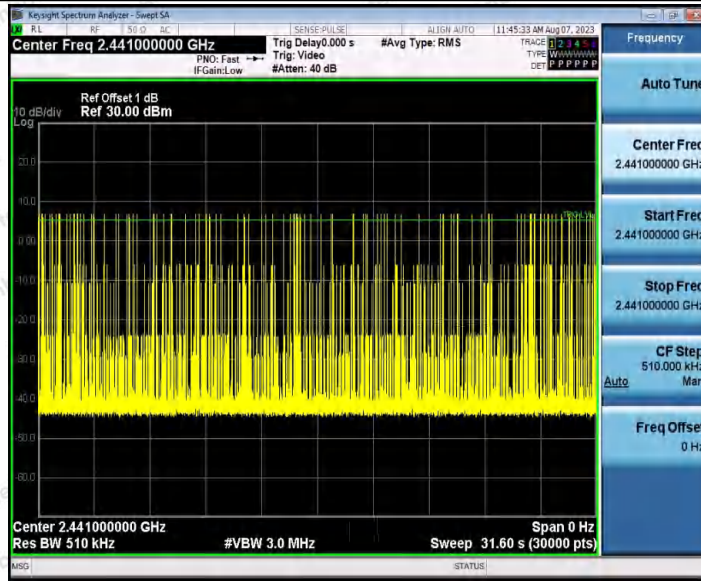 Keysight Spectrum Analyzer - Swept SA
RL RF 50 Ω AC SENSE:PULSE ALIGN AUTO 11:45:33 AM Aug 07, 2023
Center Freq 2.441000000 GHz
PNO: Fast
IFGain:Low
Trig Delay0.000 s
Trig: Video
#Atten: 40 dB
#Avg Type: RMS
TRACE 1 2 3 4 5 6
TYPE WWWWWW
DET P P P P P P
Ref Offset 1 dB
10 dB/div Ref 30.00 dBm
Log
20.0
10.0
0.00
-10.0
-20.0
-30.0
-40.0
-50.0
-60.0
Center 2.441000000 GHz Span 0 Hz
Res BW 510 kHz #VBW 3.0 MHz Sweep 31.60 s (30000 pts)
MSG STATUS
Frequency
Auto Tune
Center Freq
2.441000000 GHz
Start Freq
2.441000000 GHz
Stop Freq
2.441000000 GHz
CF Step
510.000 kHz
Auto Man
Freq Offset
0 Hz